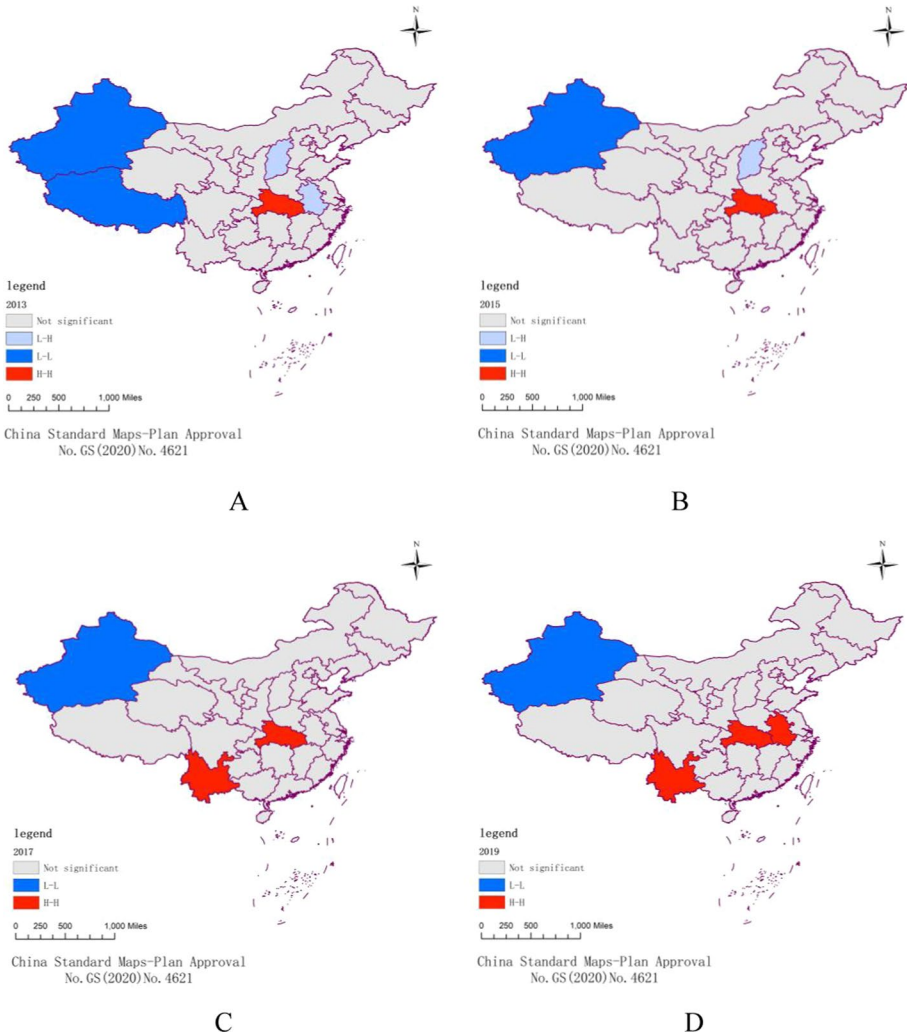 N
legend
2013
Not significant
L-H
L-L
H-H
0 250 500 1,000 Miles
China Standard Maps-Plan Approval
No.GS(2020)No.4621
A
N
legend
2015
Not significant
L-H
L-L
H-H
0 250 500 1,000 Miles
China Standard Maps-Plan Approval
No.GS(2020)No.4621
B
N
legend
2017
Not significant
L-L
H-H
0 250 500 1,000 Miles
China Standard Maps-Plan Approval
No.GS(2020)No.4621
C
N
legend
2019
Not significant
L-L
H-H
0 250 500 1,000 Miles
China Standard Maps-Plan Approval
No.GS(2020)No.4621
D